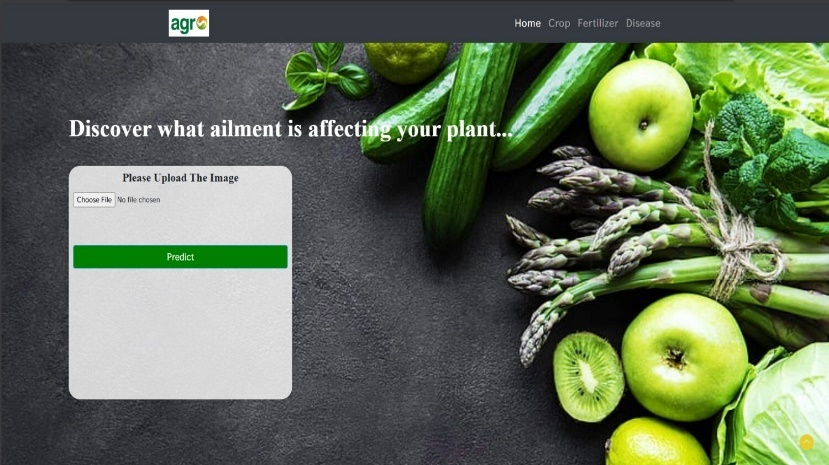 agro
Home Crop Fertilizer Disease
Discover what ailment is affecting your plant...
Please Upload The Image
Choose File No file chosen
Predict